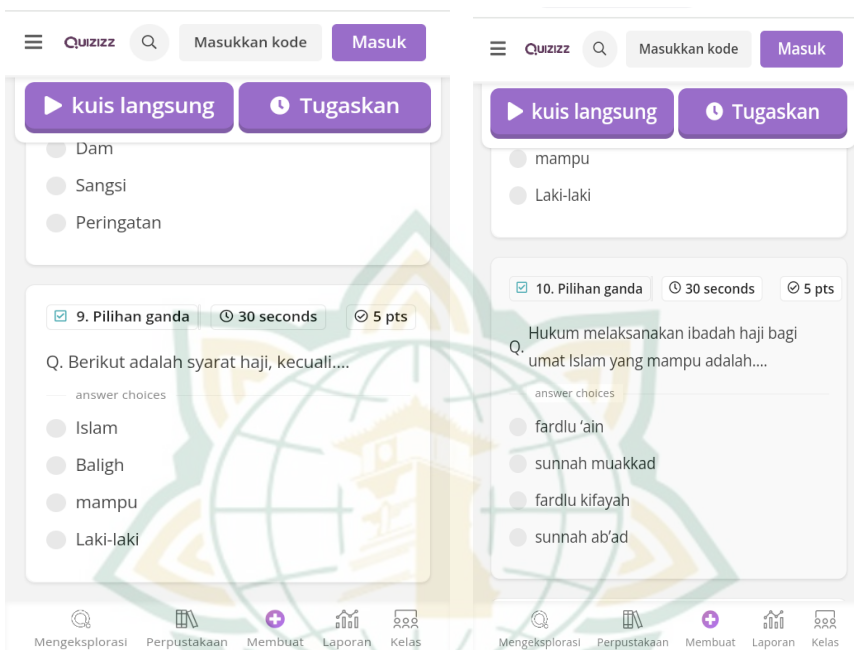 QUIZIZZ Masukkan kode Masuk
kuis langsung Tugaskan
Dam
Sangsi
Peringatan
9. Pilihan ganda 30 seconds 5 pts
Q. Berikut adalah syarat haji, kecuali....
answer choices
Islam
Baligh
mampu
Laki-laki
Mengeksplorasi Perpustakaan Membuat Laporan Kelas
QUIZIZZ Masukkan kode Masuk
kuis langsung Tugaskan
mampu
Laki-laki
10. Pilihan ganda 30 seconds 5 pts
Q. Hukum melaksanakan ibadah haji bagi
umat Islam yang mampu adalah....
answer choices
fardlu 'ain
sunnah muakkad
fardlu kifayah
sunnah ab'ad
Mengeksplorasi Perpustakaan Membuat Laporan Kelas